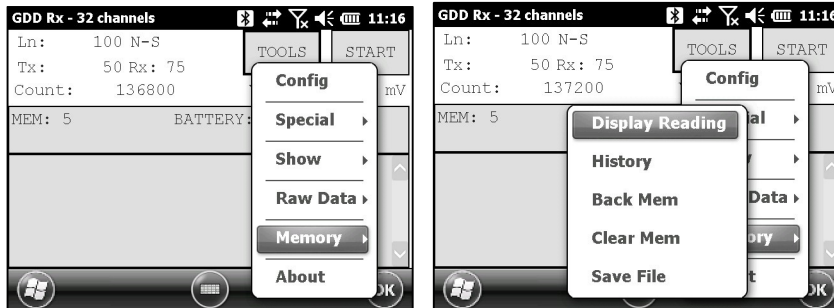 GDD Rx - 32 channels 11:16
Ln: 100 N-S
TOOLS START
Tx: 50 Rx: 75
Count: 136800 mV
MEM: 5 BATTERY:
Config
Special
Show
Raw Data
Memory
About
OK
GDD Rx - 32 channels 11:16
Ln: 100 N-S
TOOLS START
Tx: 50 Rx: 75
Count: 137200 mV
MEM: 5
Config
Display Reading
History
Back Mem
Data
Clear Mem
Save File
OK